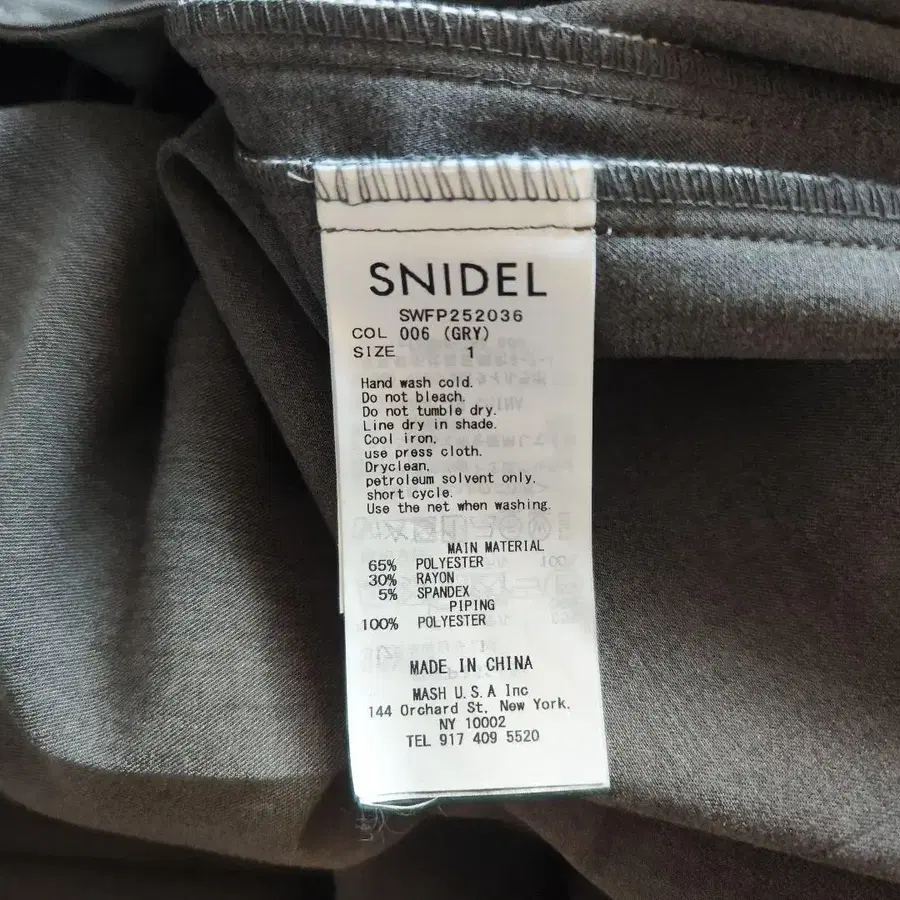 SNIDEL
SWFP252036
COL 006 (GRY)
SIZE 1
Hand wash cold.
Do not bleach.
Do not tumble dry.
Line dry in shade.
Cool iron.
use press cloth.
Dryclean,
petroleum solvent only,
short cycle.
Use the net when washing.
MAIN MATERIAL
65% POLYESTER
30% RAYON
5% SPANDEX
PIPING
100% POLYESTER
MADE IN CHINA
MASH U.S.A Inc
144 Orchard St, New York,
NY 10002
TEL 917 409 5520